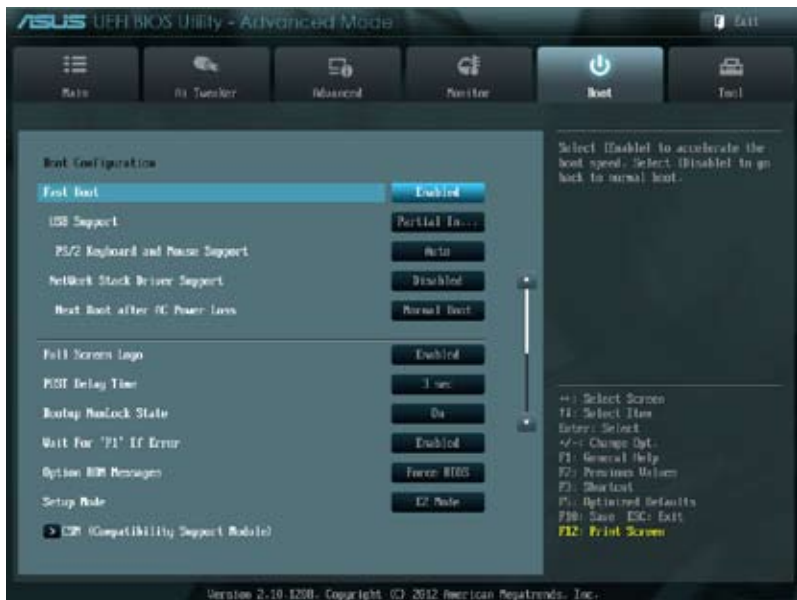 ASUS UEFI BIOS Utility - Advanced Mode
Exit
Main
Ai Tweaker
Advanced
Monitor
Boot
Tool
Boot Configuration
Fast Boot Enabled
USB Support Partial In...
PS/2 Keyboard and Mouse Support Auto
NetWork Stack Driver Support Disabled
Next Boot after AC Power Loss Normal Boot
Full Screen Logo Enabled
POST Delay Time 3 sec
Bootup NumLock State On
Wait For 'F1' If Error Enabled
Option ROM Messages Force BIOS
Setup Mode EZ Mode
> CSM (Compatibility Support Module)
Select [Enable] to accelerate the
boot speed. Select [Disable] to go
back to normal boot.
→←: Select Screen
↑↓: Select Item
Enter: Select
+/-: Change Opt.
F1: General Help
F2: Previous Values
F3: Shortcut
F5: Optimized Defaults
F10: Save ESC: Exit
F12: Print Screen
Version 2.10.1208. Copyright (C) 2012 American Megatrends, Inc.